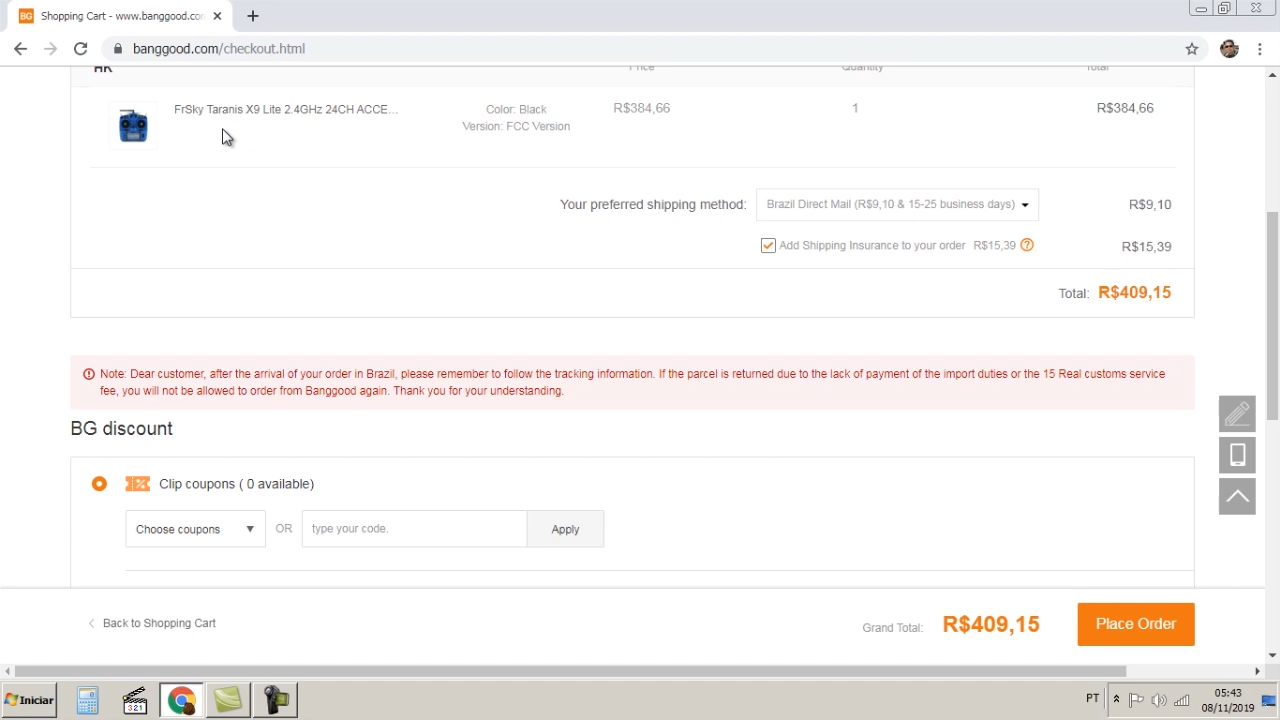 BG Shopping Cart - www.banggood.con
banggood.com/checkout.html
HK Price Quantity Total
FrSky Taranis X9 Lite 2.4GHz 24CH ACCE... Color: Black R$384,66 1 R$384,66
Version: FCC Version
Your preferred shipping method: Brazil Direct Mail (R$9,10 & 15-25 business days) R$9,10
Add Shipping Insurance to your order R$15,39 R$15,39
Total: R$409,15
Note: Dear customer, after the arrival of your order in Brazil, please remember to follow the tracking information. If the parcel is returned due to the lack of payment of the import duties or the 15 Real customs service
fee, you will not be allowed to order from Banggood again. Thank you for your understanding.
BG discount
Clip coupons ( 0 available)
Choose coupons OR type your code. Apply
Back to Shopping Cart Grand Total: R$409,15 Place Order
Iniciar 321 PT 05:43
08/11/2019